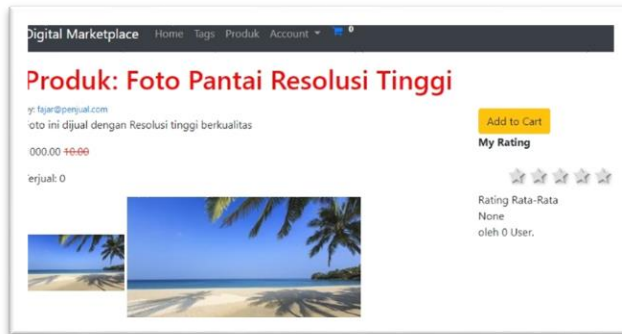 Digital Marketplace Home Tags Produk Account 0
Produk: Foto Pantai Resolusi Tinggi
y: fajar@penjual.com
oto ini dijual dengan Resolusi tinggi berkualitas
000.00 10.00
erjual: 0
Add to Cart
My Rating
Rating Rata-Rata
None
oleh 0 User.